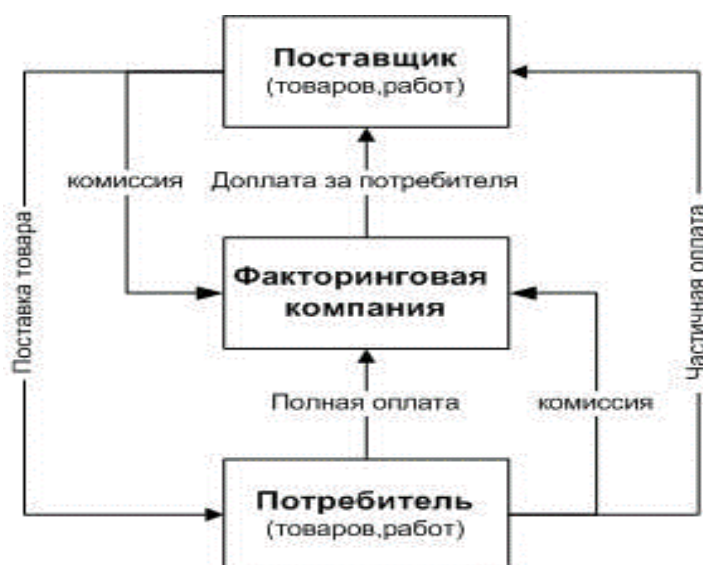 Поставщик
(товаров,работ)
комиссия
Доплата за потребителя
Поставка товара
Факторинговая
компания
Частичная оплата
Полная оплата
комиссия
Потребитель
(товаров,работ)